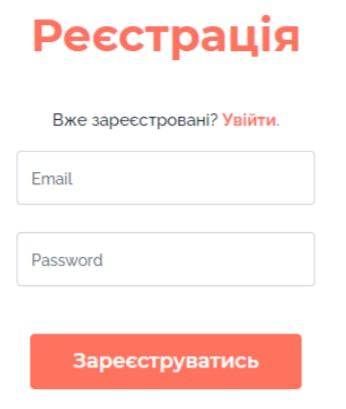 Реєстрація
Вже зареєстровані? Увійти.
Email
Password
Зареєструватись